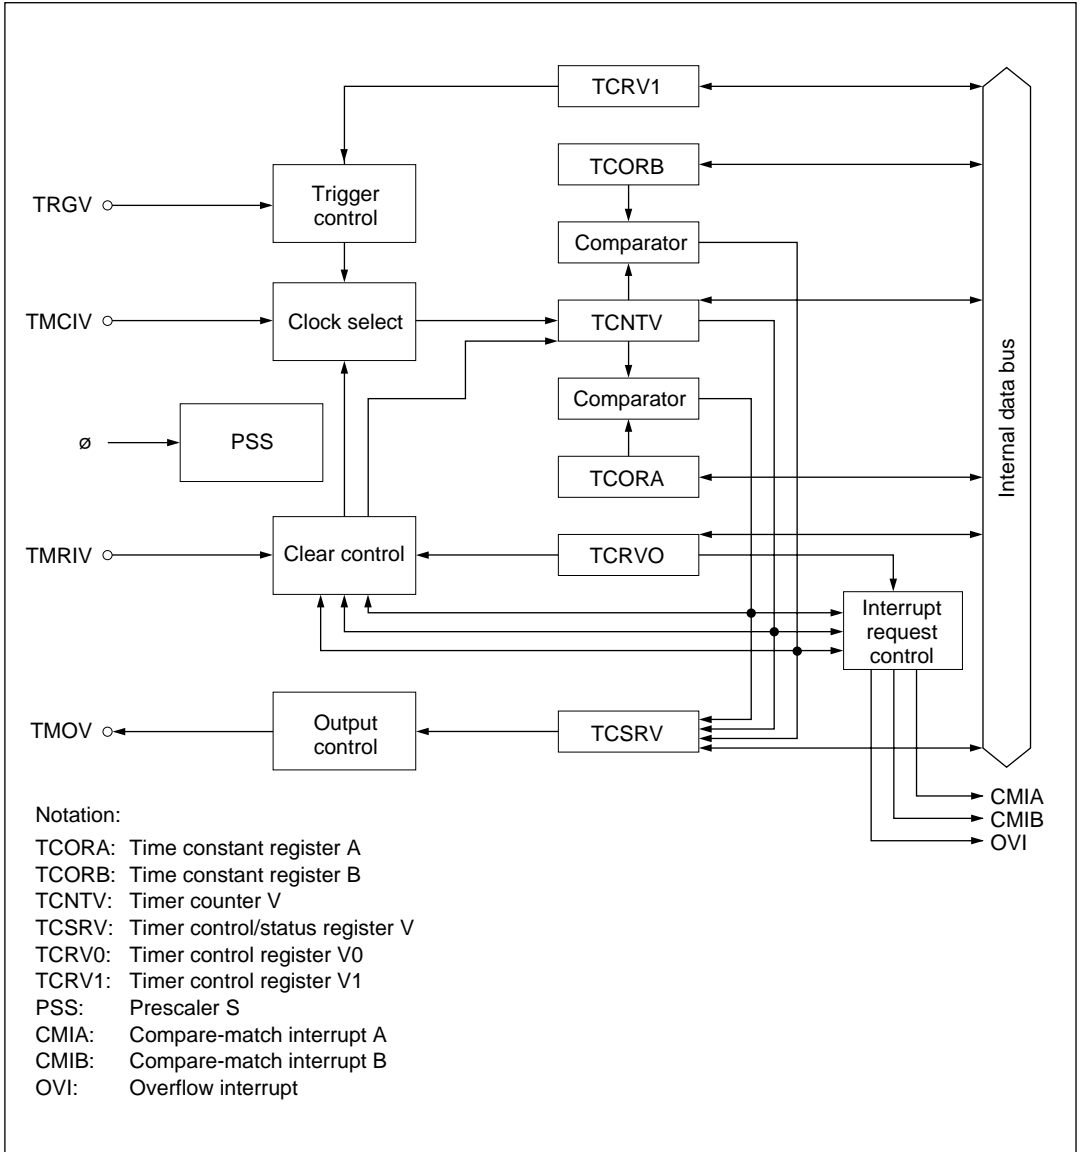 TCRV1
TCORB
Trigger
control
TRGV
Comparator
TMCIV
Clock select
TCNTV
Comparator
ø
PSS
TCORA
Internal data bus
TMRIV
Clear control
TCRVO
Interrupt
request
control
TMOV
Output
control
TCSRV
CMIA
CMIB
OVI
Notation:
TCORA: Time constant register A
TCORB: Time constant register B
TCNTV: Timer counter V
TCSRV: Timer control/status register V
TCRV0: Timer control register V0
TCRV1: Timer control register V1
PSS: Prescaler S
CMIA: Compare-match interrupt A
CMIB: Compare-match interrupt B
OVI: Overflow interrupt